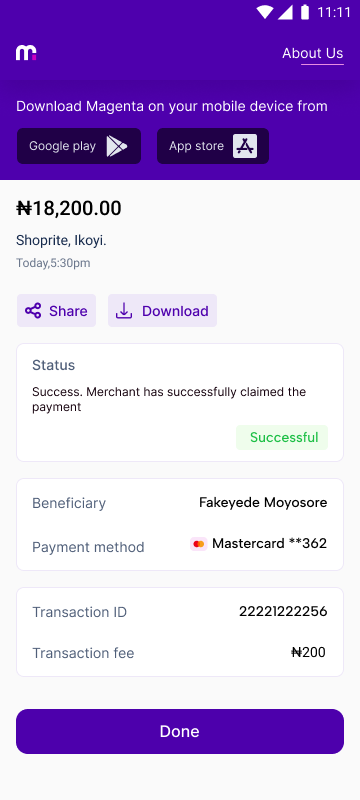 11:11
m.
About Us
Download Magenta on your mobile device from
Google play
App store
₦18,200.00
Shoprite, Ikoyi.
Today,5:30pm
Share
Download
Status
Success. Merchant has successfully claimed the
payment
Successful
Beneficiary Fakeyede Moyosore
Payment method Mastercard **362
Transaction ID 22221222256
Transaction fee ₦200
Done